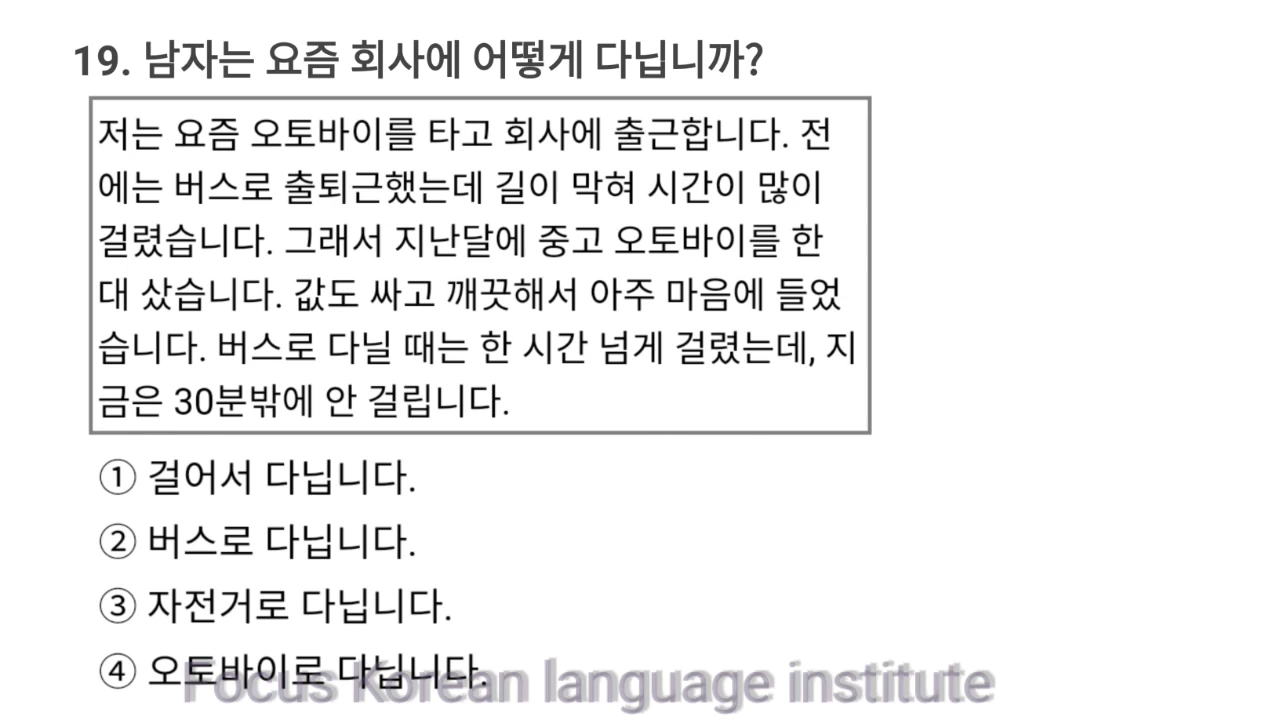 19. 남자는 요즘 회사에 어떻게 다닙니까?
저는 요즘 오토바이를 타고 회사에 출근합니다. 전
에는 버스로 출퇴근했는데 길이 막혀 시간이 많이
걸렸습니다. 그래서 지난달에 중고 오토바이를 한
대 샀습니다. 값도 싸고 깨끗해서 아주 마음에 들었
습니다. 버스로 다닐 때는 한 시간 넘게 걸렸는데, 지
금은 30분밖에 안 걸립니다.
① 걸어서 다닙니다.
② 버스로 다닙니다.
③ 자전거로 다닙니다.
④ 오토바이로 다닙니다.
Focus Korean language institute